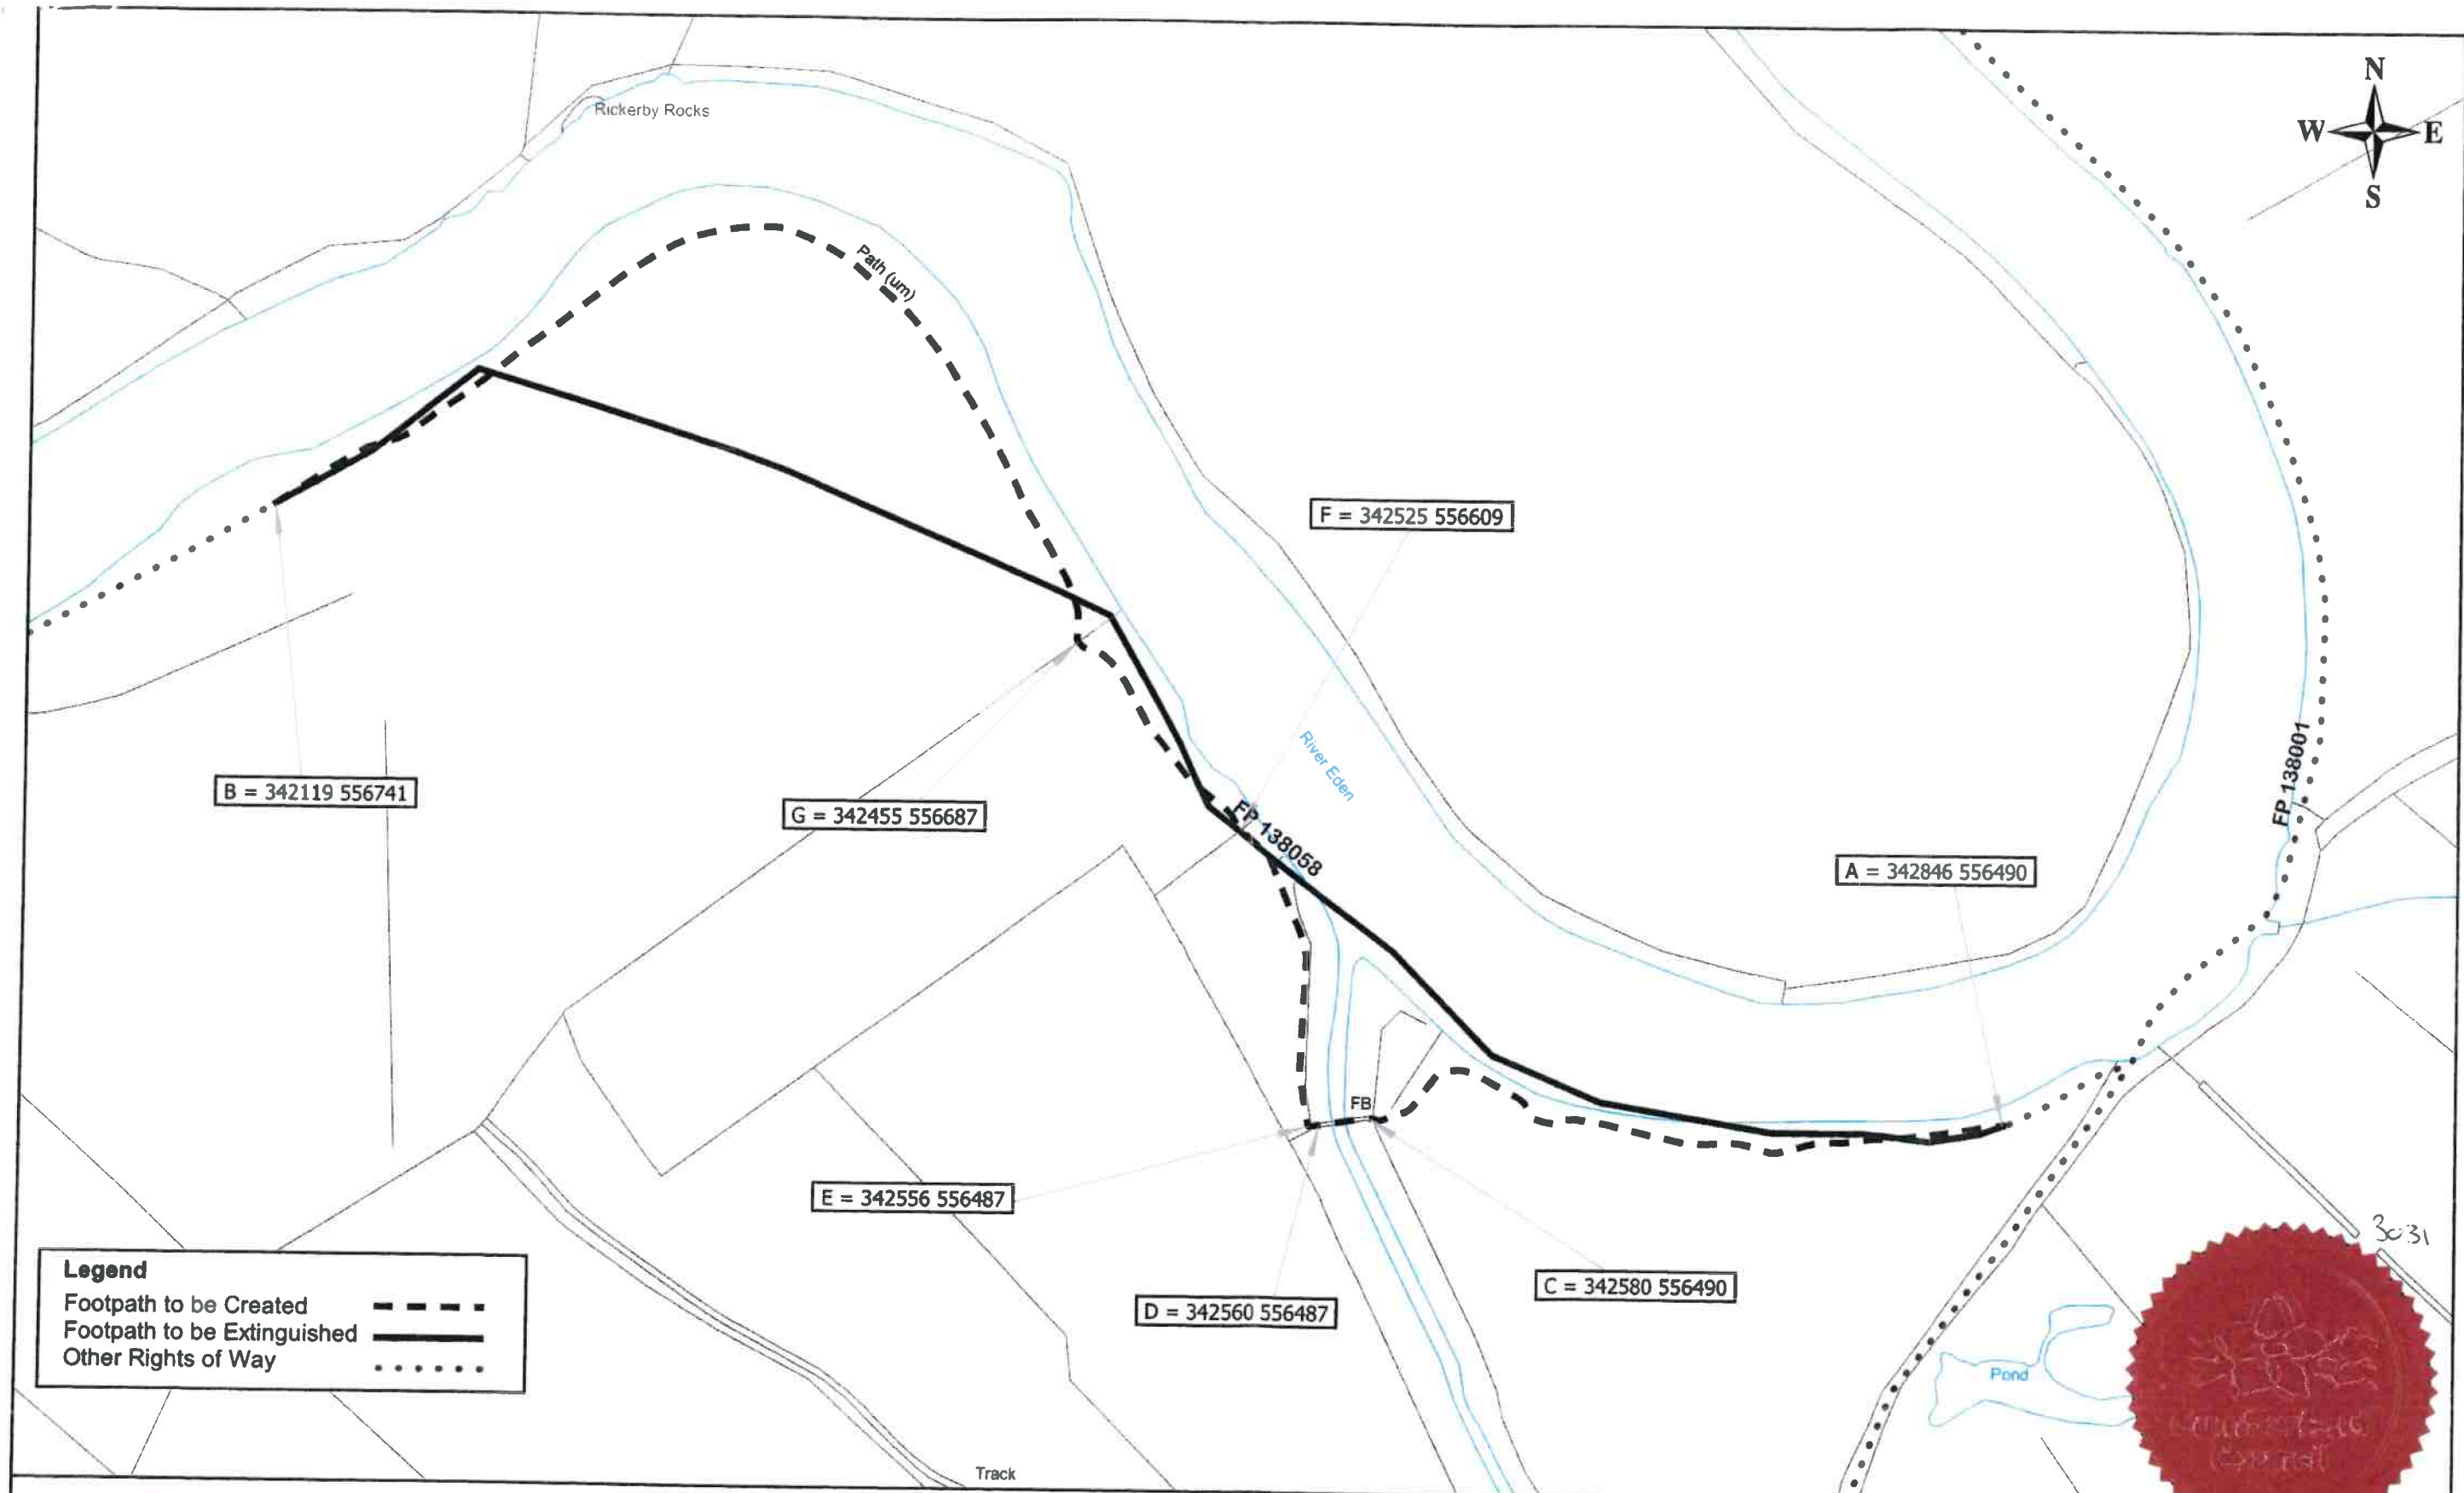 N
W E
S
Rickerby Rocks
Path (um)
F = 342525 556609
River Eden
FP 138001
B = 342119 556741
G = 342455 556687
FP 138058
A = 342846 556490
FB
E = 342556 556487
3031
C = 342580 556490
D = 342560 556487
Legend
Footpath to be Created
Footpath to be Extinguished
Other Rights of Way
Pond
Council
Track